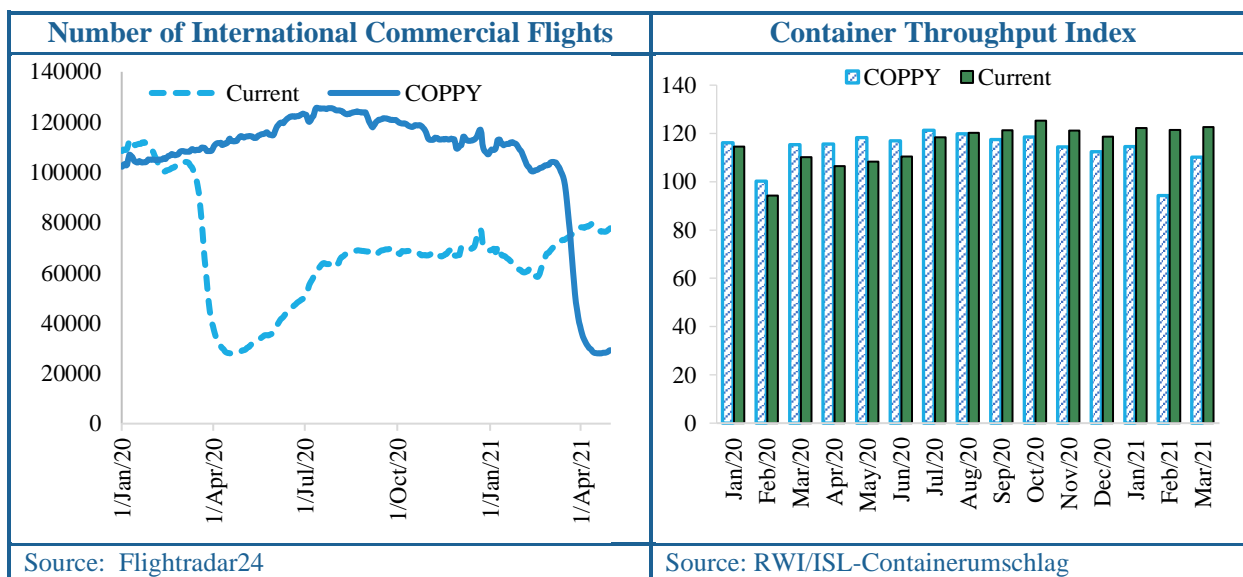 Number of International Commercial Flights
Container Throughput Index
140000
120000
100000
80000
60000
40000
20000
0
Current
COPPY
1/Jan/20
1/Apr/20
1/Jul/20
1/Oct/20
1/Jan/21
1/Apr/21
COPPY
Current
140
120
100
80
60
40
20
0
Jan/20
Feb/20
Mar/20
Apr/20
May/20
Jun/20
Jul/20
Aug/20
Sep/20
Oct/20
Nov/20
Dec/20
Jan/21
Feb/21
Mar/21
Source: Flightradar24
Source: RWI/ISL-Containerumschlag